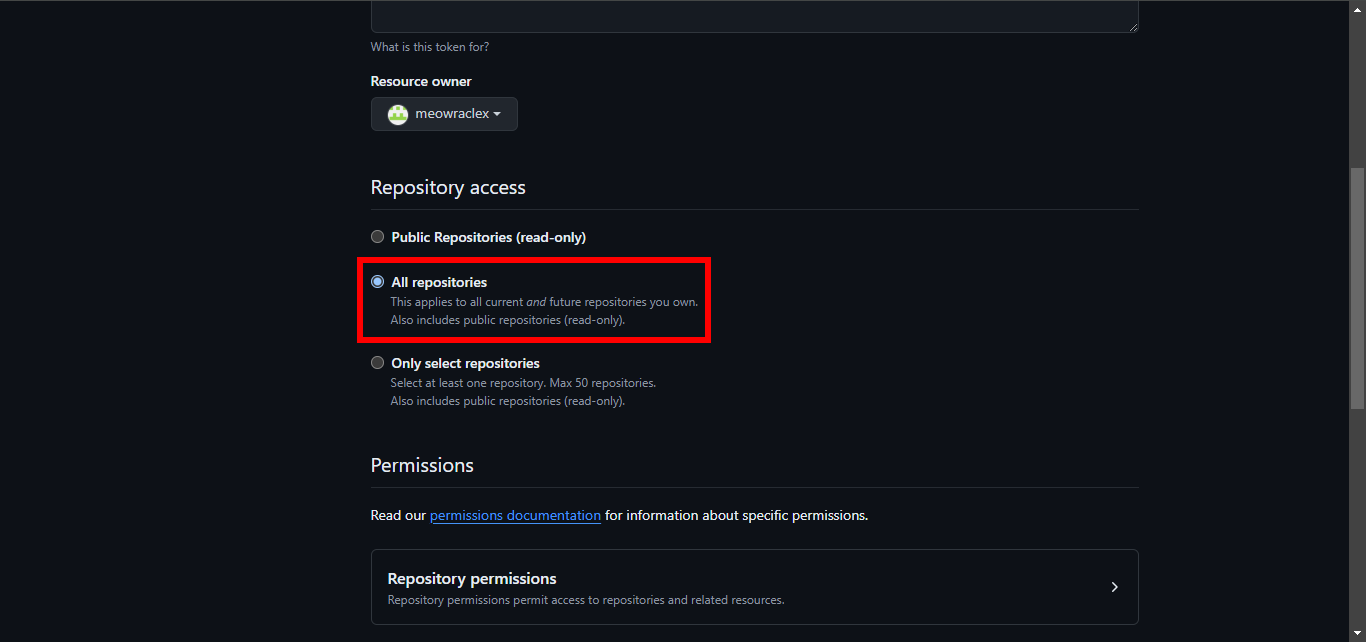 What is this token for?
Resource owner
meowraclex
Repository access
Public Repositories (read-only)
All repositories
This applies to all current and future repositories you own.
Also includes public repositories (read-only).
Only select repositories
Select at least one repository. Max 50 repositories.
Also includes public repositories (read-only).
Permissions
Read our permissions documentation for information about specific permissions.
Repository permissions
Repository permissions permit access to repositories and related resources.